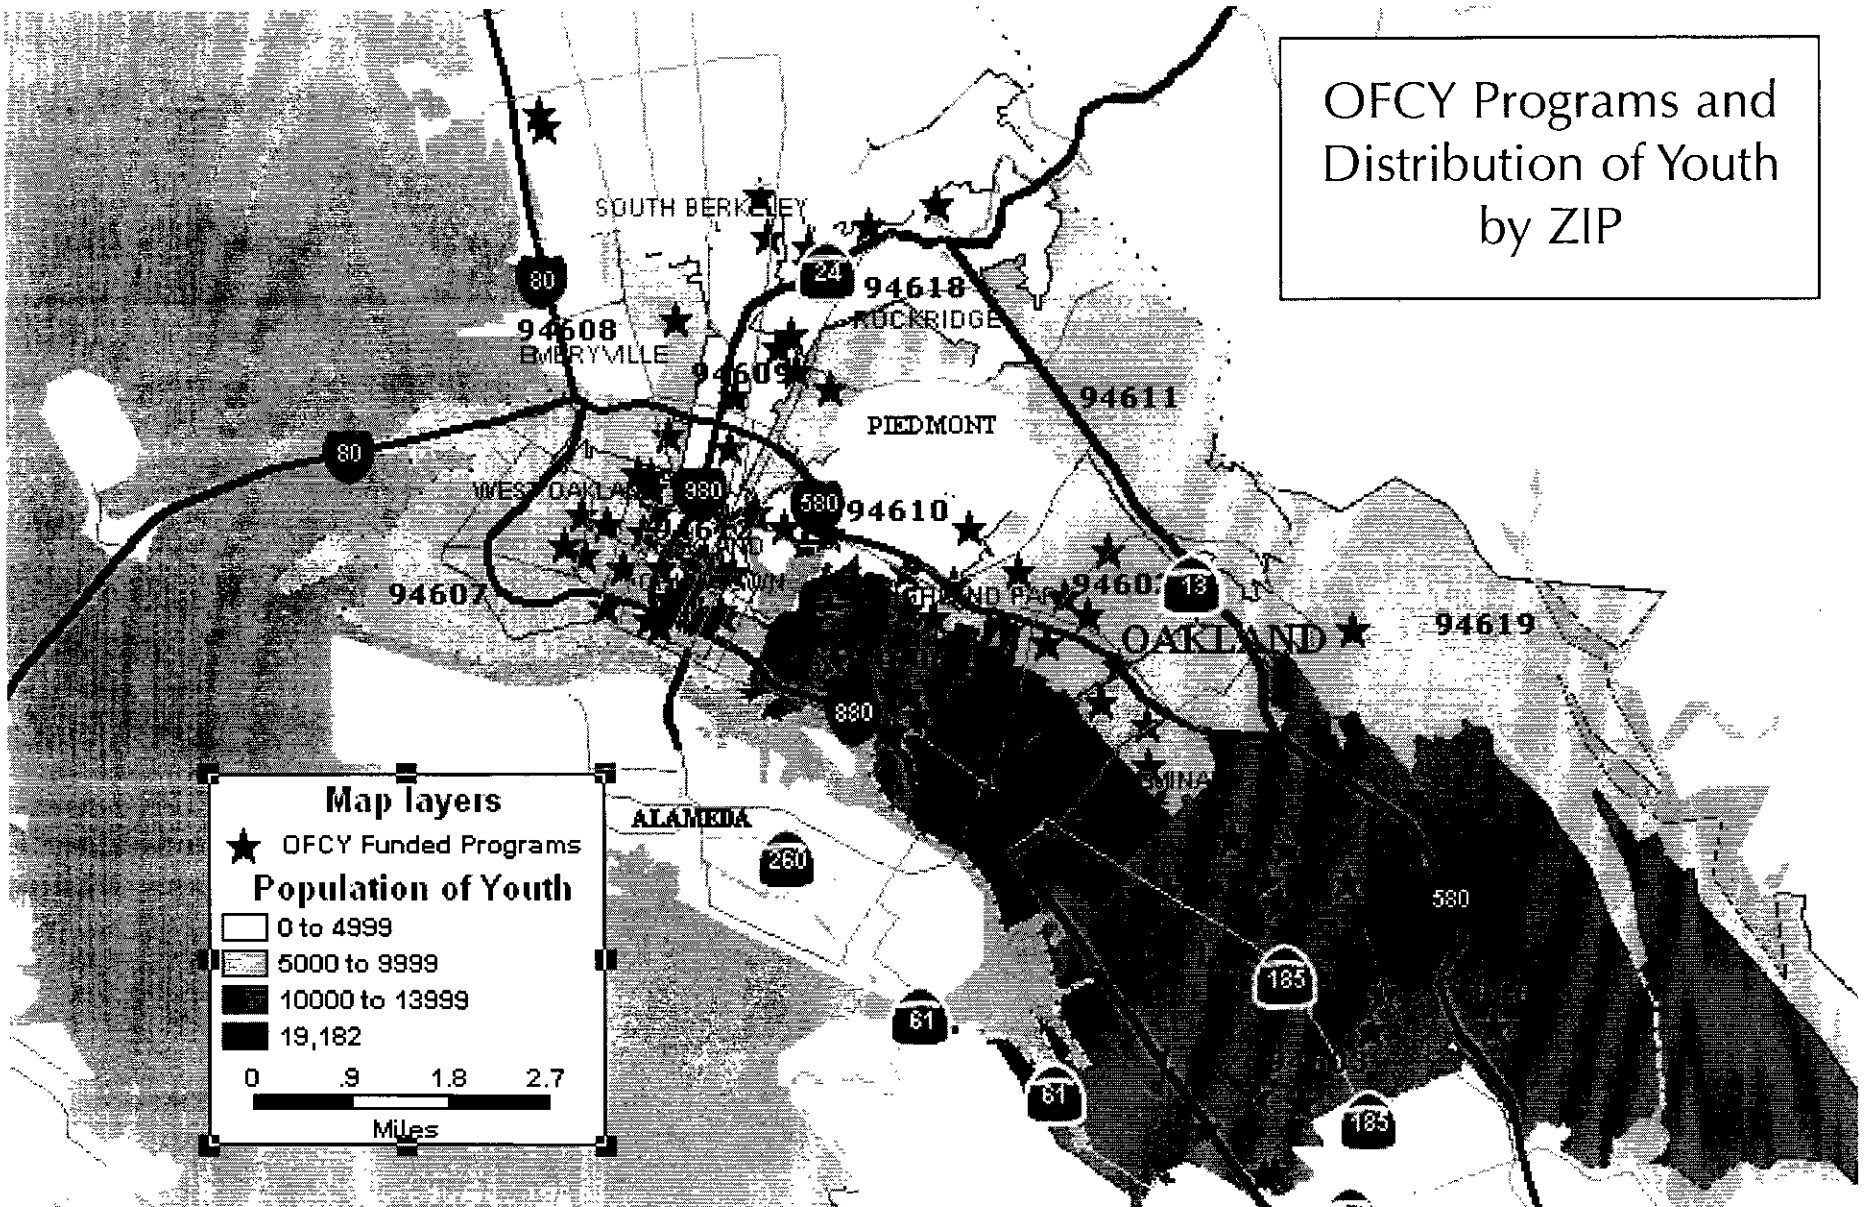 OFCY Programs and
Distribution of Youth
by ZIP
SOUTH BERKELEY
80
24
94618
ROCKRIDGE
94608
EMERYVILLE
94609
94611
PIEDMONT
80
WEST OAKLAND
980
580
94610
94607
13
OAKLAND
94619
880
ALAMEDA
260
580
185
61
61
185
Map layers
OFCY Funded Programs
Population of Youth
0 to 4999
5000 to 9999
10000 to 13999
19,182
0 .9 1.8 2.7
Miles